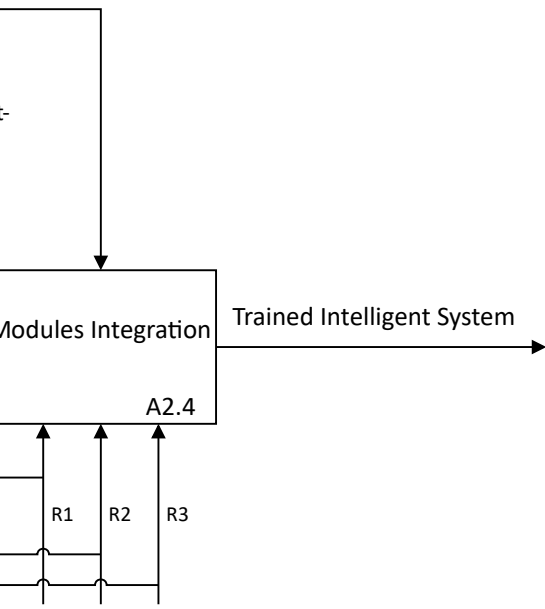 t-
Modules Integration
Trained Intelligent System
A2.4
R1
R2
R3